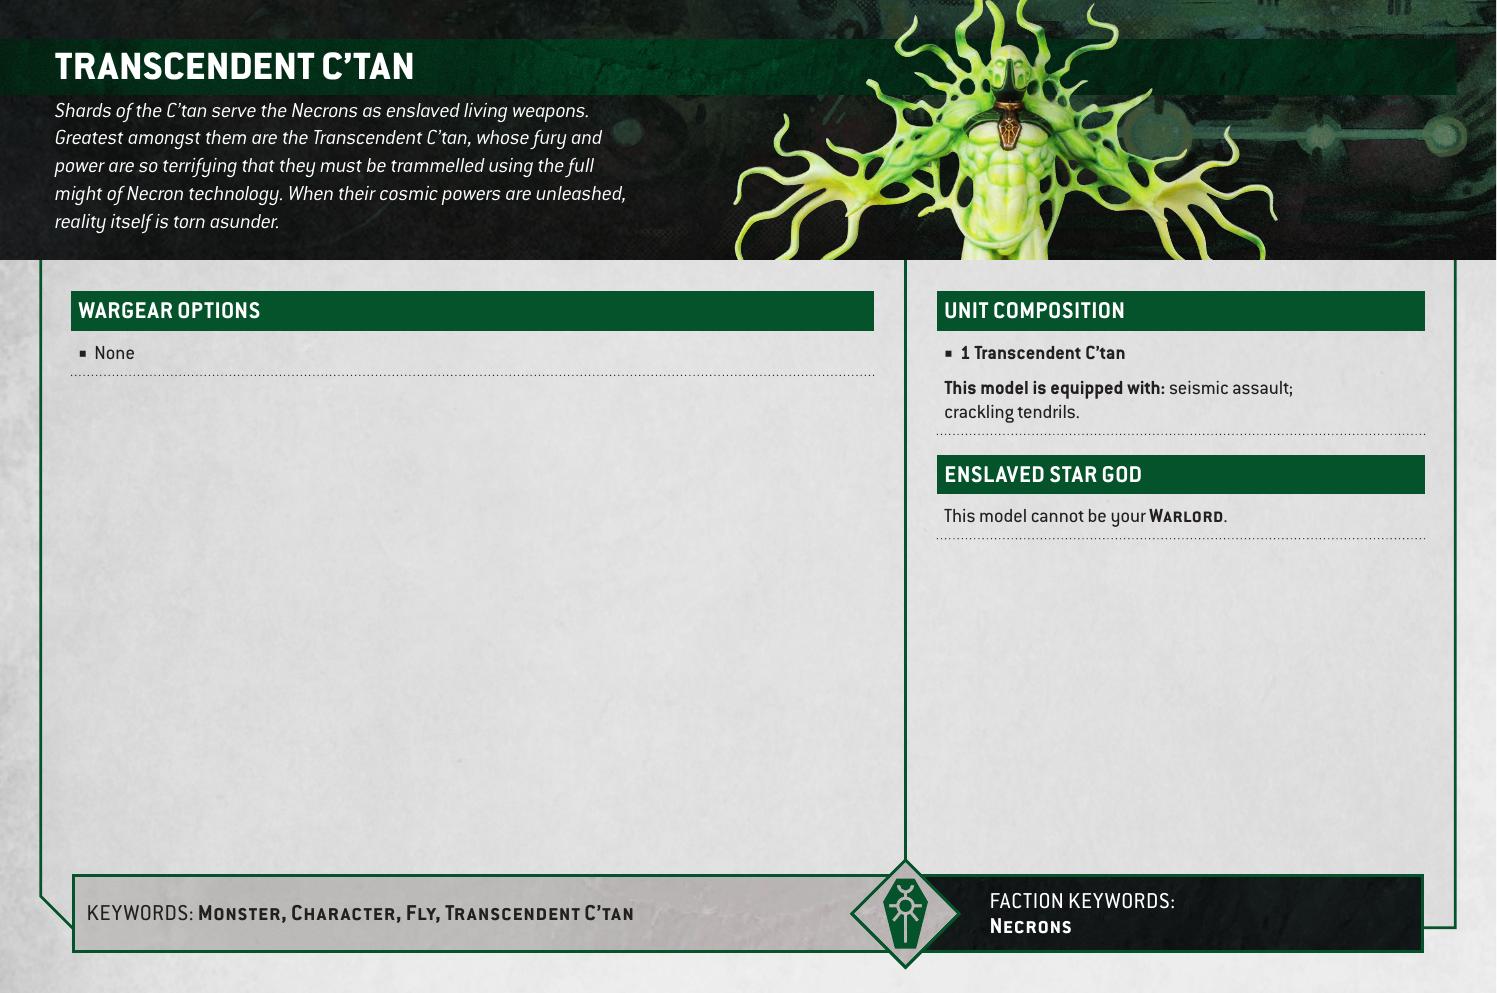 TRANSCENDENT C’TAN
Shards of the C’tan serve the Necrons as enslaved living weapons.
Greatest amongst them are the Transcendent C’tan, whose fury and
power are so terrifying that they must be trammelled using the full
might of Necron technology. When their cosmic powers are unleashed,
reality itself is torn asunder.
WARGEAR OPTIONS
▪ None
UNIT COMPOSITION
▪ 1 Transcendent C’tan
This model is equipped with: seismic assault;
crackling tendrils.
ENSLAVED STAR GOD
This model cannot be your Warlord.
KEYWORDS: Monster, Character, Fly, Transcendent C’tan
FACTION KEYWORDS:
Necrons